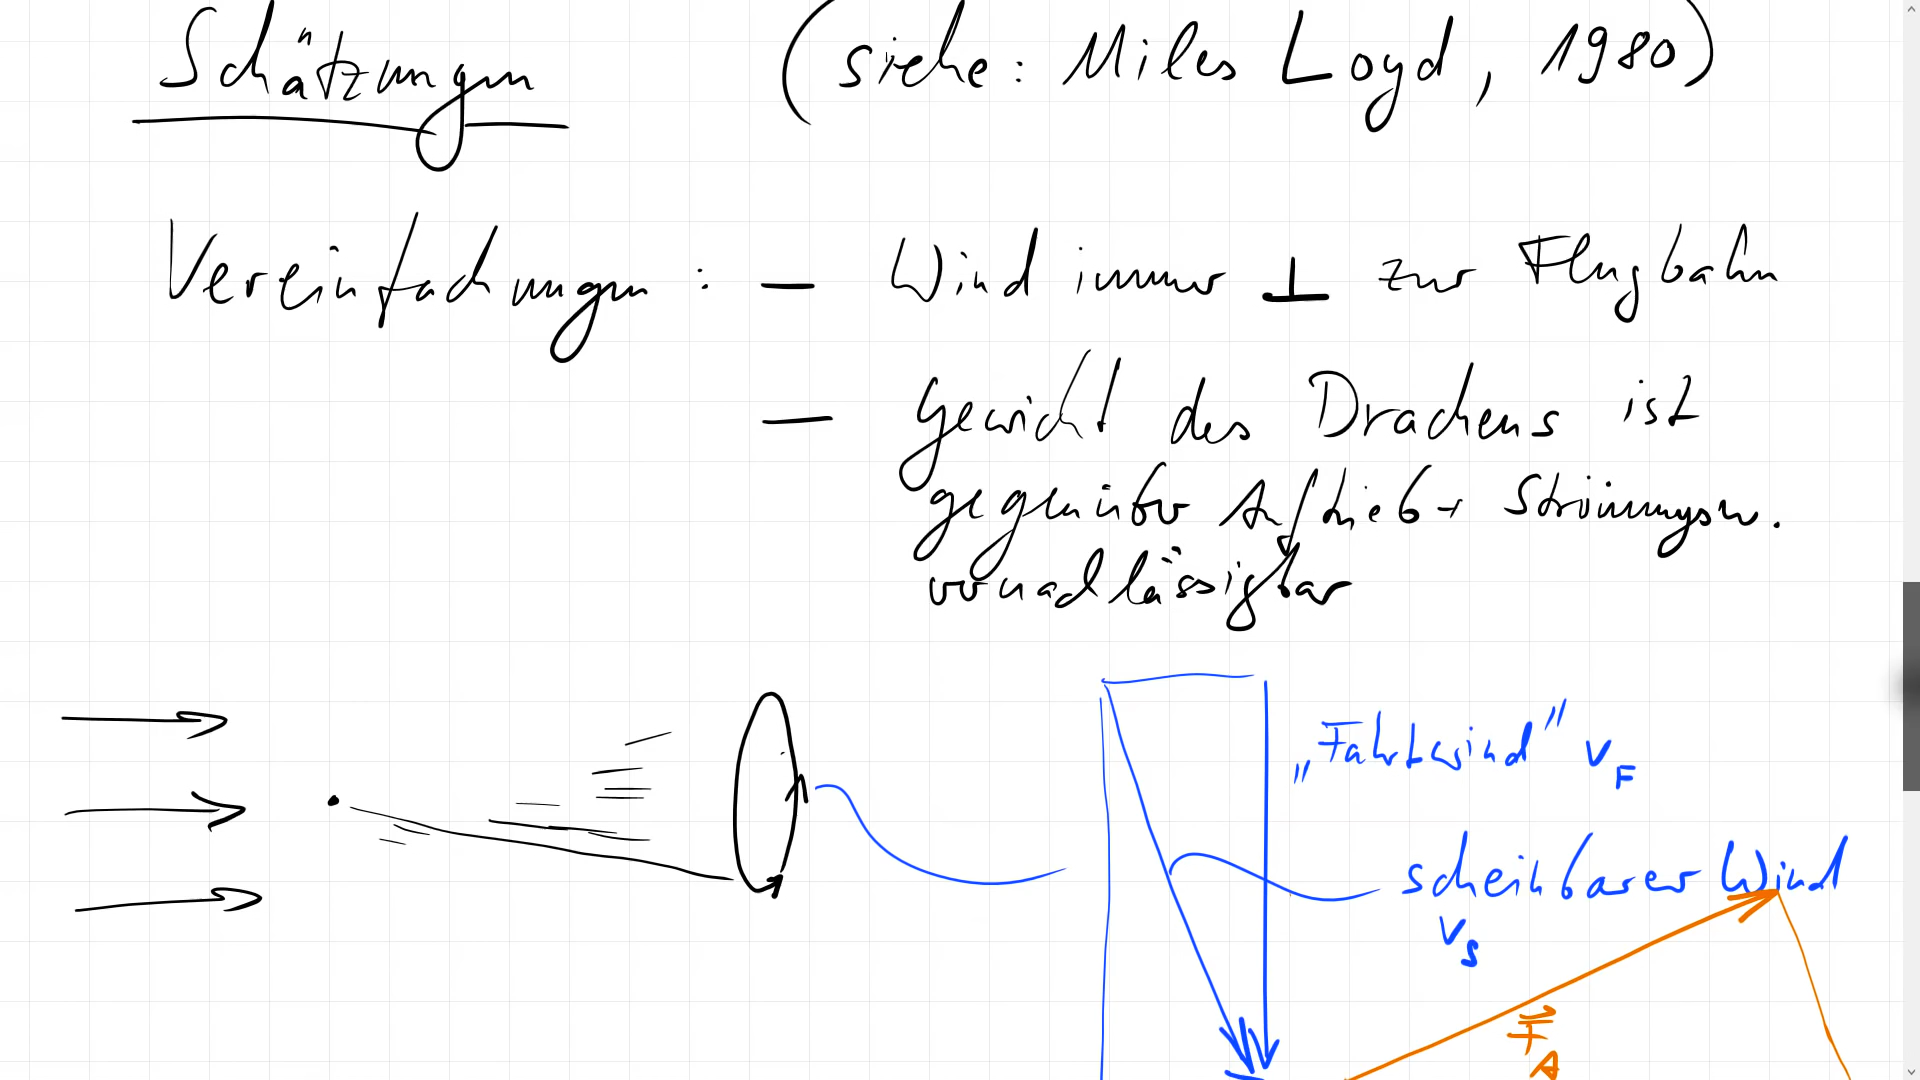 Schätzungen (siehe: Miles Loyd, 1980)
Vereinfachungen: – Wind immer ⊥ zur Flugbahn
– Gewicht des Drachens ist
gegenüber Auftrieb + Strömungsw.
vernachlässigbar
„Fahrtwind" v_F
scheinbarer Wind
v_s
F⃗_A